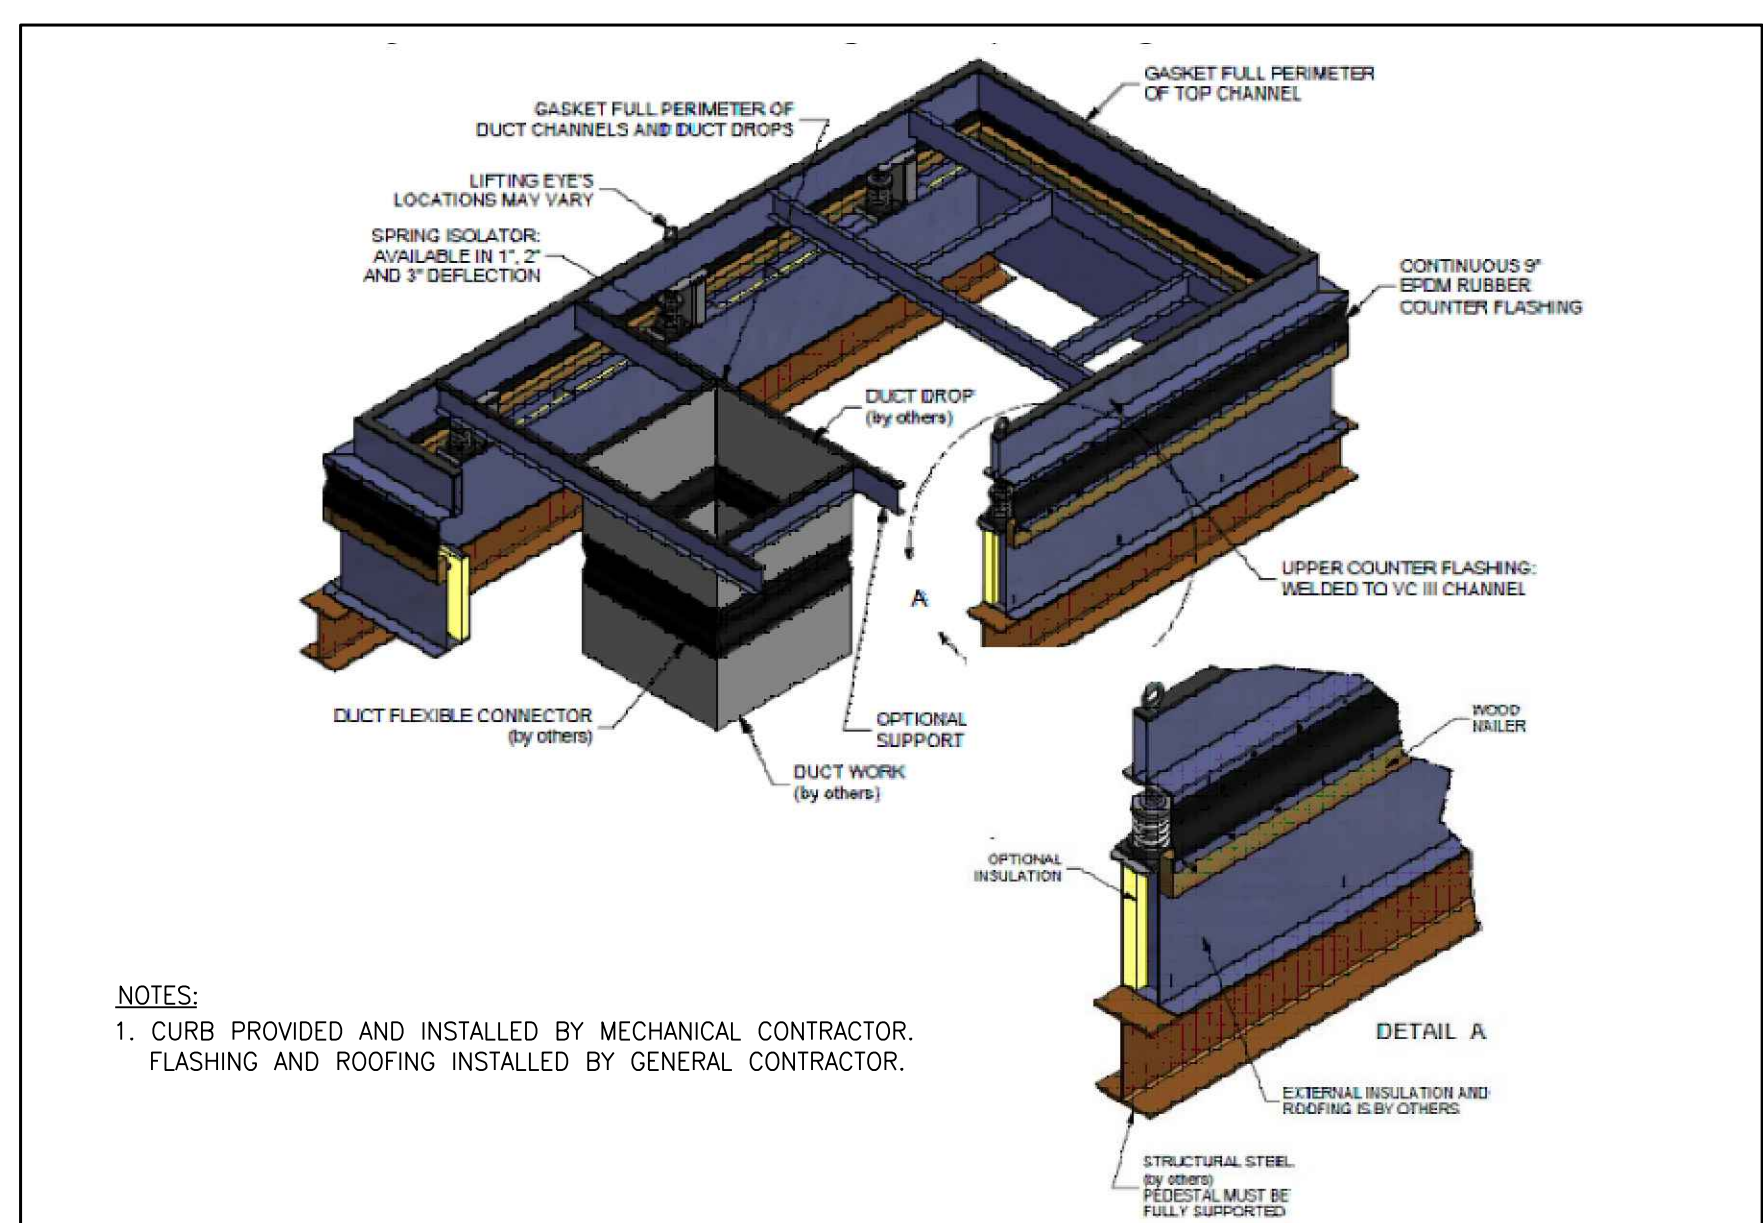 GASKET FULL PERIMETER
OF TOP CHANNEL
GASKET FULL PERIMETER OF
DUCT CHANNELS AND DUCT DROPS
LIFTING EYE'S
LOCATIONS MAY VARY
SPRING ISOLATOR:
AVAILABLE IN 1", 2"
AND 3" DEFLECTION
CONTINUOUS 9"
EPDM RUBBER
COUNTER FLASHING
DUCT DROP
(by others)
A
UPPER COUNTER FLASHING:
WELDED TO VC III CHANNEL
DUCT FLEXIBLE CONNECTOR
(by others)
OPTIONAL
SUPPORT
DUCT WORK
(by others)
WOOD
NAILER
OPTIONAL
INSULATION
DETAIL A
EXTERNAL INSULATION AND
ROOFING IS BY OTHERS
STRUCTURAL STEEL
(by others)
PEDESTAL MUST BE
FULLY SUPPORTED
NOTES:
1. CURB PROVIDED AND INSTALLED BY MECHANICAL CONTRACTOR.
FLASHING AND ROOFING INSTALLED BY GENERAL CONTRACTOR.